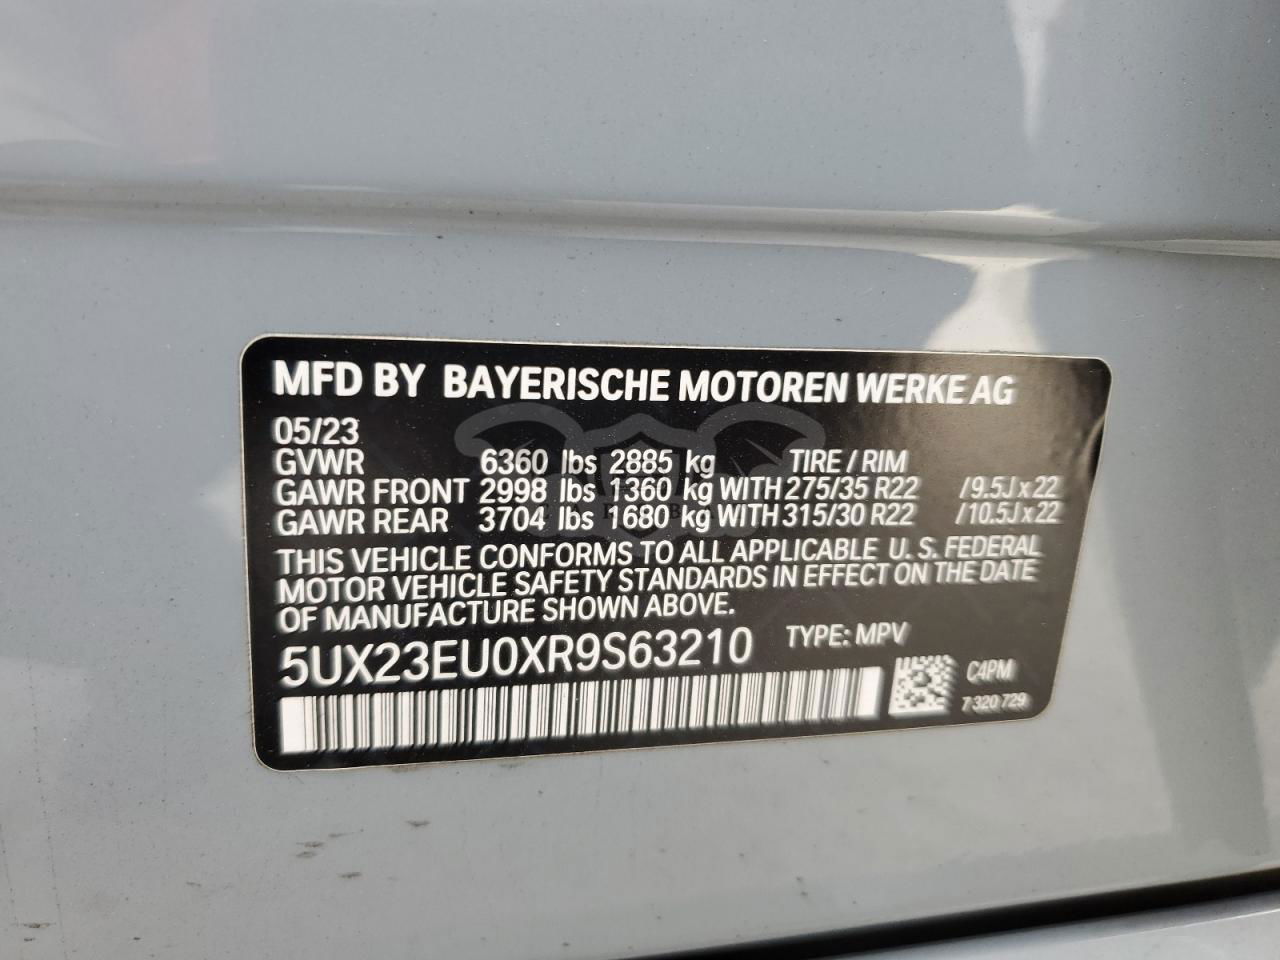 MFD BY BAYERISCHE MOTOREN WERKE AG
05/23
GVWR 6360 lbs 2885 kg TIRE / RIM
GAWR FRONT 2998 lbs 1360 kg WITH 275/35 R22 / 9.5J x 22
GAWR REAR 3704 lbs 1680 kg WITH 315/30 R22 / 10.5J x 22
THIS VEHICLE CONFORMS TO ALL APPLICABLE U. S. FEDERAL
MOTOR VEHICLE SAFETY STANDARDS IN EFFECT ON THE DATE
OF MANUFACTURE SHOWN ABOVE.
5UX23EU0XR9S63210 TYPE: MPV
C4PM
7 320 729